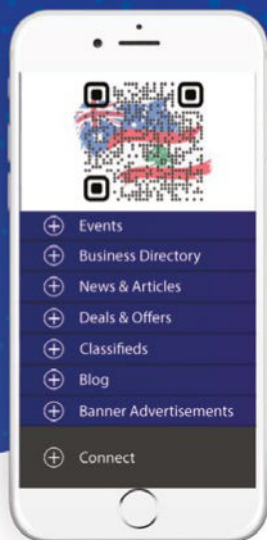 Events
Business Directory
News & Articles
Deals & Offers
Classifieds
Blog
Banner Advertisements
Connect